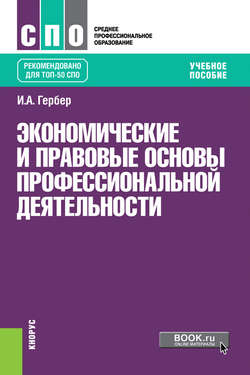 СПО
СРЕДНЕЕ
ПРОФЕССИОНАЛЬНОЕ
ОБРАЗОВАНИЕ
РЕКОМЕНДОВАНО
ДЛЯ ТОП-50 СПО
УЧЕБНОЕ
ПОСОБИЕ
И.А. Гербер
ЭКОНОМИЧЕСКИЕ
И ПРАВОВЫЕ ОСНОВЫ
ПРОФЕССИОНАЛЬНОЙ
ДЕЯТЕЛЬНОСТИ
КНОРУС
BOOK.ru
ONLINE МАТЕРИАЛЫ